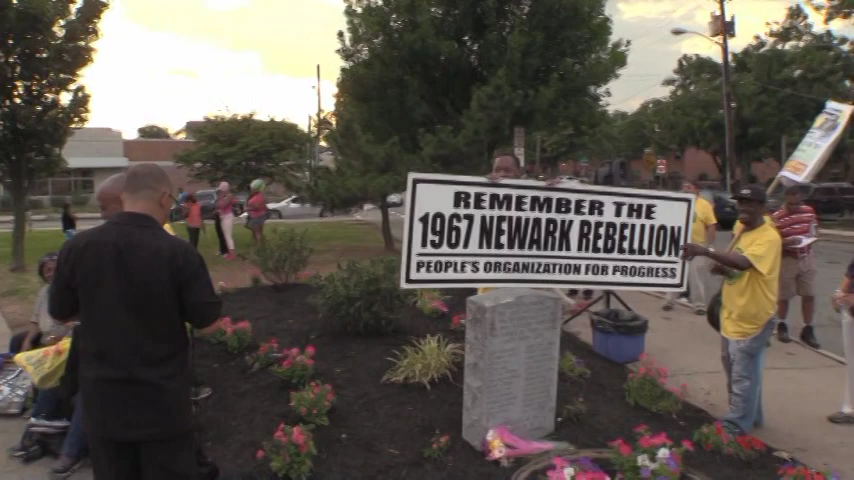 REMEMBER THE
1967 NEWARK REBELLION
PEOPLE'S ORGANIZATION FOR PROGRESS